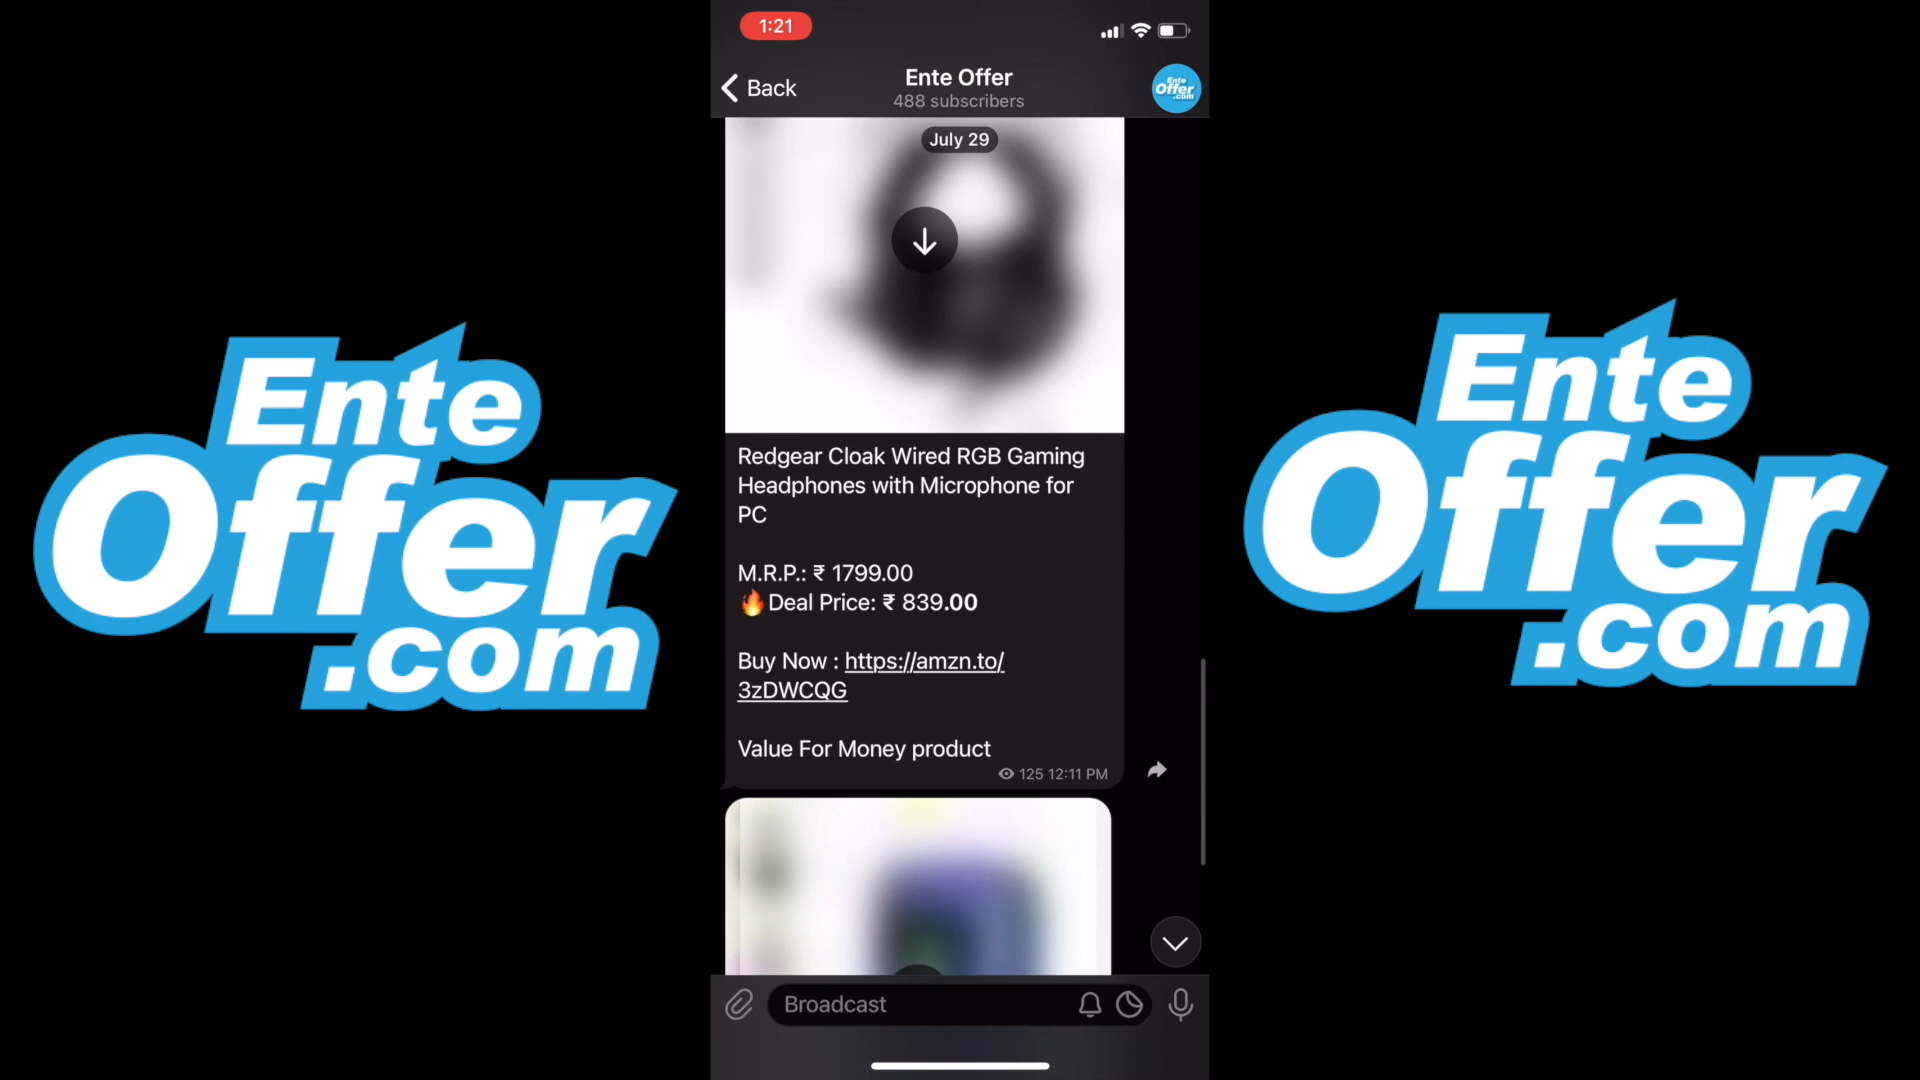 1:21
Back
Ente Offer
488 subscribers
Ente
Offer
.com
July 29
Redgear Cloak Wired RGB Gaming
Headphones with Microphone for
PC
M.R.P.: ₹ 1799.00
🔥Deal Price: ₹ 839.00
Buy Now : https://amzn.to/
3zDWCQG
Value For Money product
125 12:11 PM
Broadcast
Ente
Offer
.com
Ente
Offer
.com